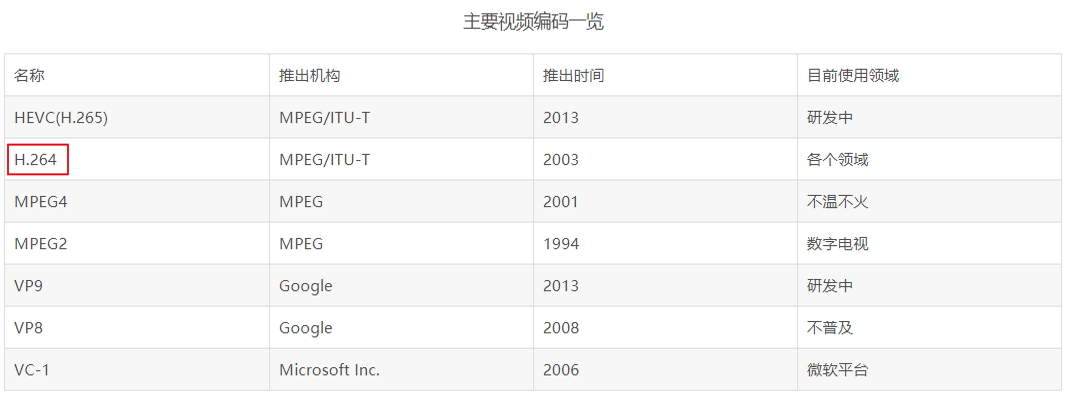 主要视频编码一览
名称 推出机构 推出时间 目前使用领域
HEVC(H.265) MPEG/ITU-T 2013 研发中
H.264 MPEG/ITU-T 2003 各个领域
MPEG4 MPEG 2001 不温不火
MPEG2 MPEG 1994 数字电视
VP9 Google 2013 研发中
VP8 Google 2008 不普及
VC-1 Microsoft Inc. 2006 微软平台